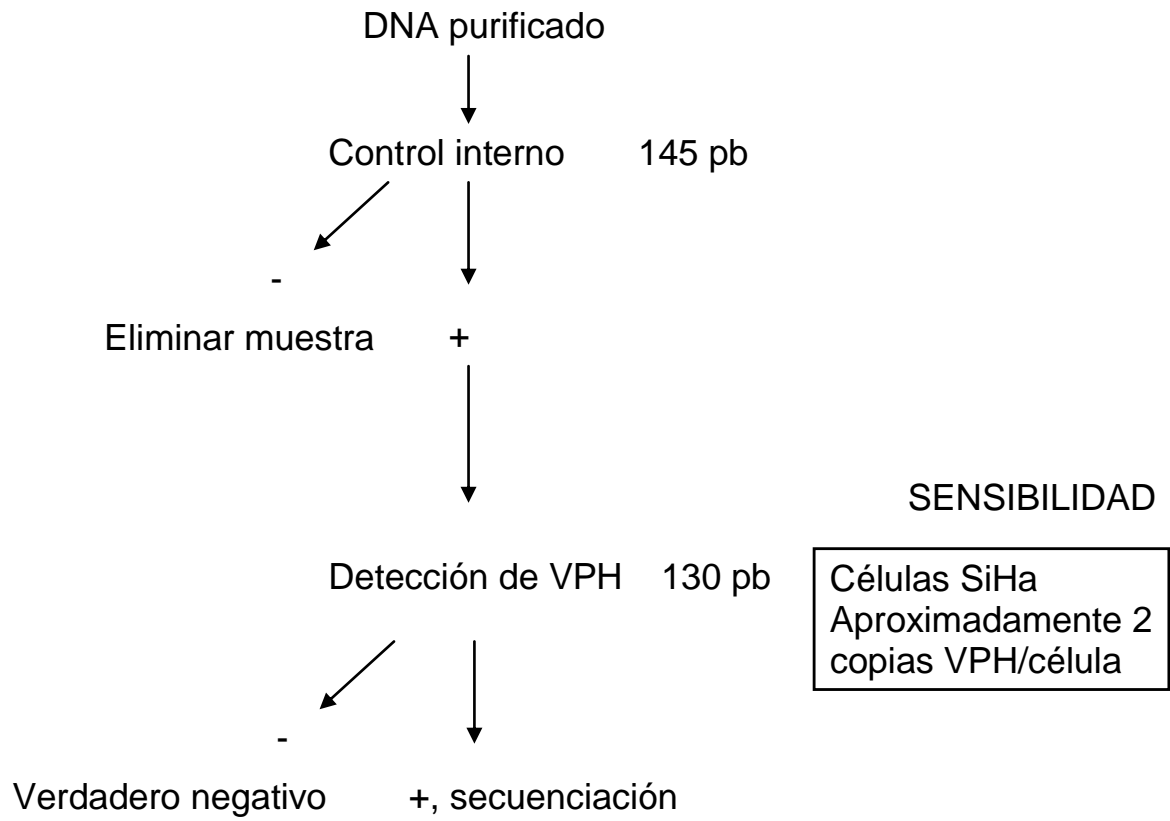 DNA purificado
Control interno 145 pb
-
Eliminar muestra +
SENSIBILIDAD
Detección de VPH 130 pb
Células SiHa
Aproximadamente 2
copias VPH/célula
-
Verdadero negativo +, secuenciación